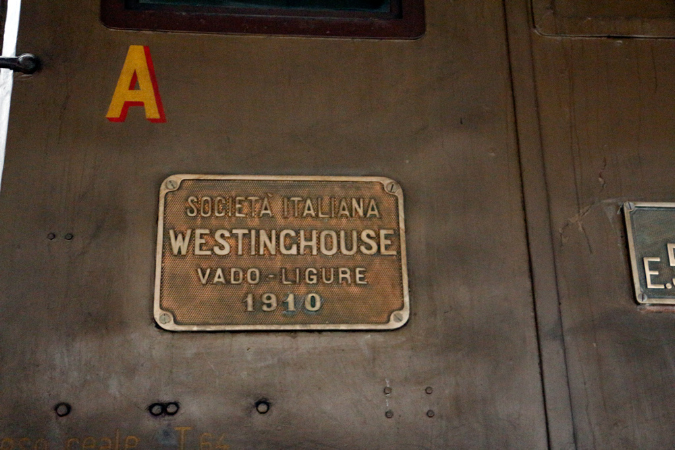 A
SOCIETÀ ITALIANA
WESTINGHOUSE
VADO-LIGURE
1910